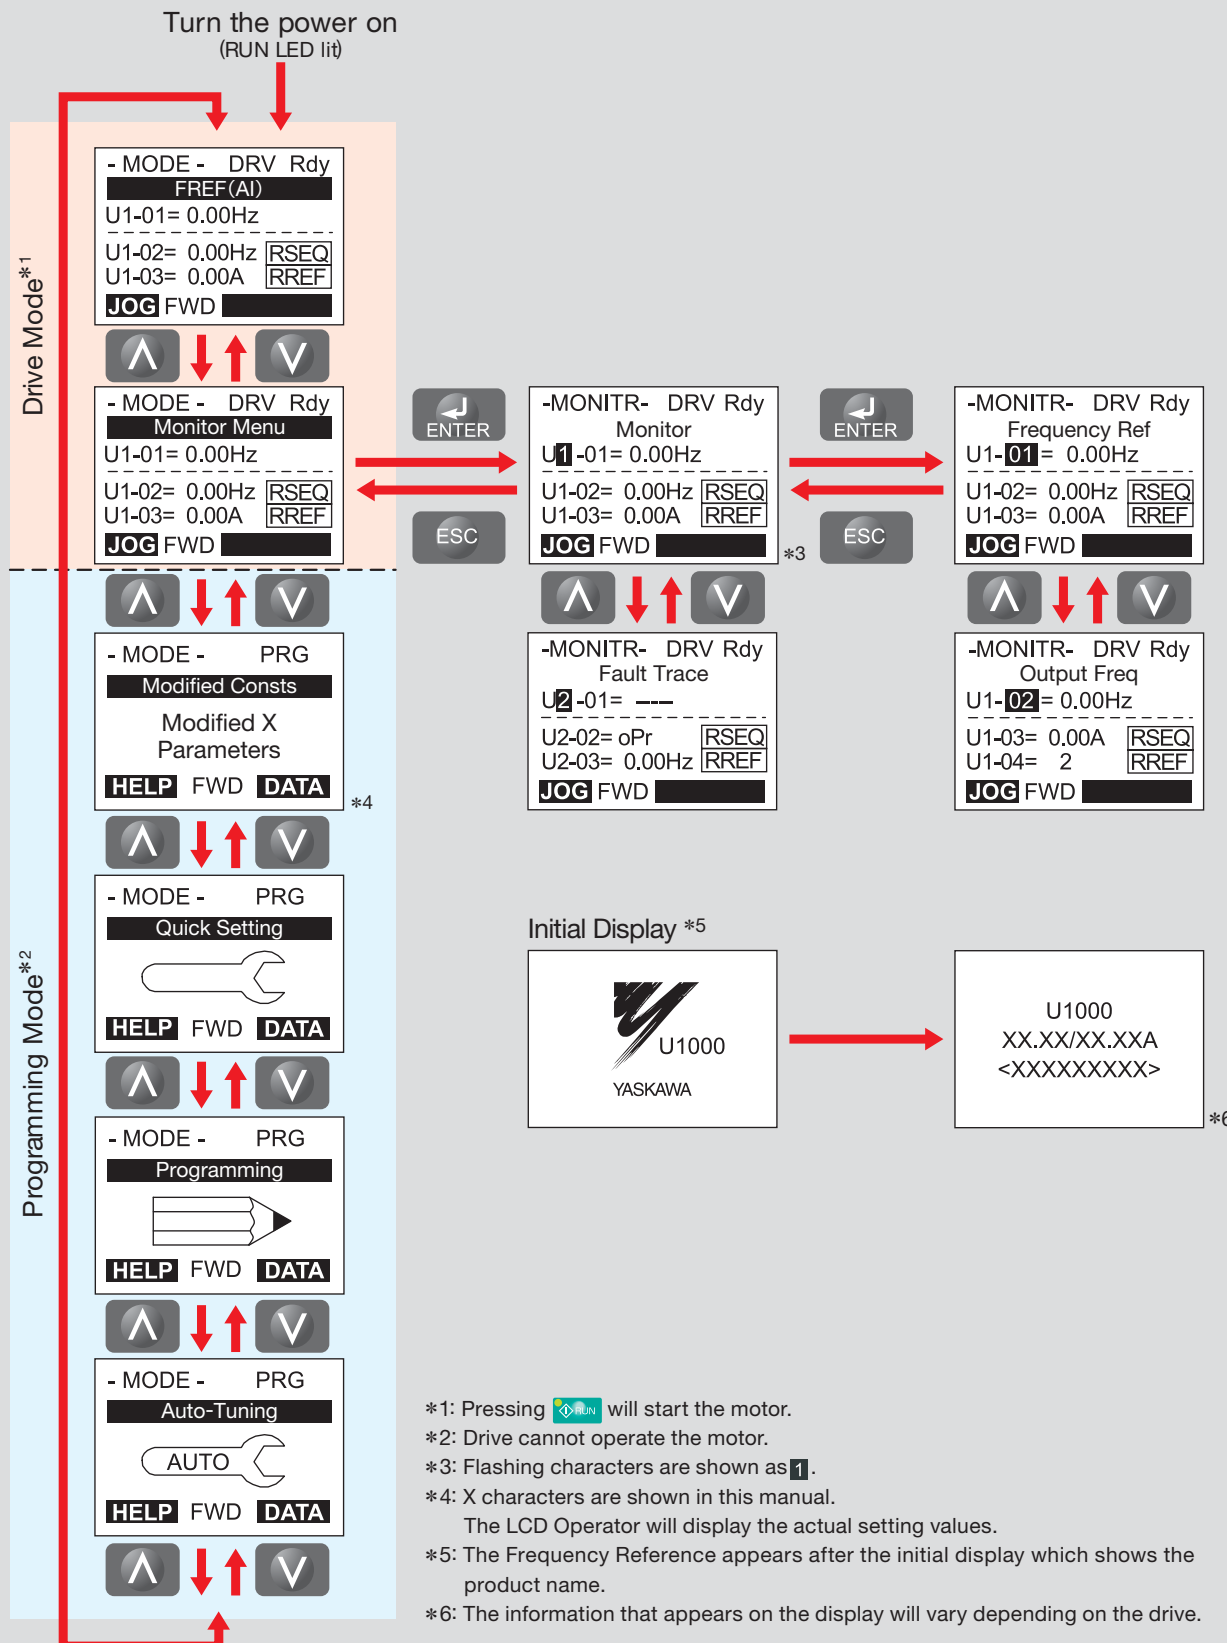 Turn the power on
(RUN LED lit)
Drive Mode*1
- MODE -  DRV Rdy
FREF(AI)
U1-01= 0.00Hz
U1-02= 0.00Hz RSEQ
U1-03= 0.00A RREF
JOG FWD
- MODE -  DRV Rdy
Monitor Menu
U1-01= 0.00Hz
U1-02= 0.00Hz RSEQ
U1-03= 0.00A RREF
JOG FWD
ENTER
ESC
-MONITR- DRV Rdy
Monitor
U1 -01= 0.00Hz
U1-02= 0.00Hz RSEQ
U1-03= 0.00A RREF
JOG FWD
*3
ENTER
ESC
-MONITR- DRV Rdy
Frequency Ref
U1- 01 = 0.00Hz
U1-02= 0.00Hz RSEQ
U1-03= 0.00A RREF
JOG FWD
-MONITR- DRV Rdy
Fault Trace
U2 -01= ---
U2-02= oPr RSEQ
U2-03= 0.00Hz RREF
JOG FWD
-MONITR- DRV Rdy
Output Freq
U1- 02 = 0.00Hz
U1-03= 0.00A RSEQ
U1-04= 2 RREF
JOG FWD
Programming Mode*2
- MODE - PRG
Modified Consts
Modified X
Parameters
HELP FWD DATA
*4
- MODE - PRG
Quick Setting
HELP FWD DATA
- MODE - PRG
Programming
HELP FWD DATA
- MODE - PRG
Auto-Tuning
AUTO
HELP FWD DATA
Initial Display *5
U1000
YASKAWA
U1000
XX.XX/XX.XXA
<XXXXXXXXX>
*6
*1: Pressing RUN will start the motor.
*2: Drive cannot operate the motor.
*3: Flashing characters are shown as 1 .
*4: X characters are shown in this manual.
The LCD Operator will display the actual setting values.
*5: The Frequency Reference appears after the initial display which shows the
product name.
*6: The information that appears on the display will vary depending on the drive.